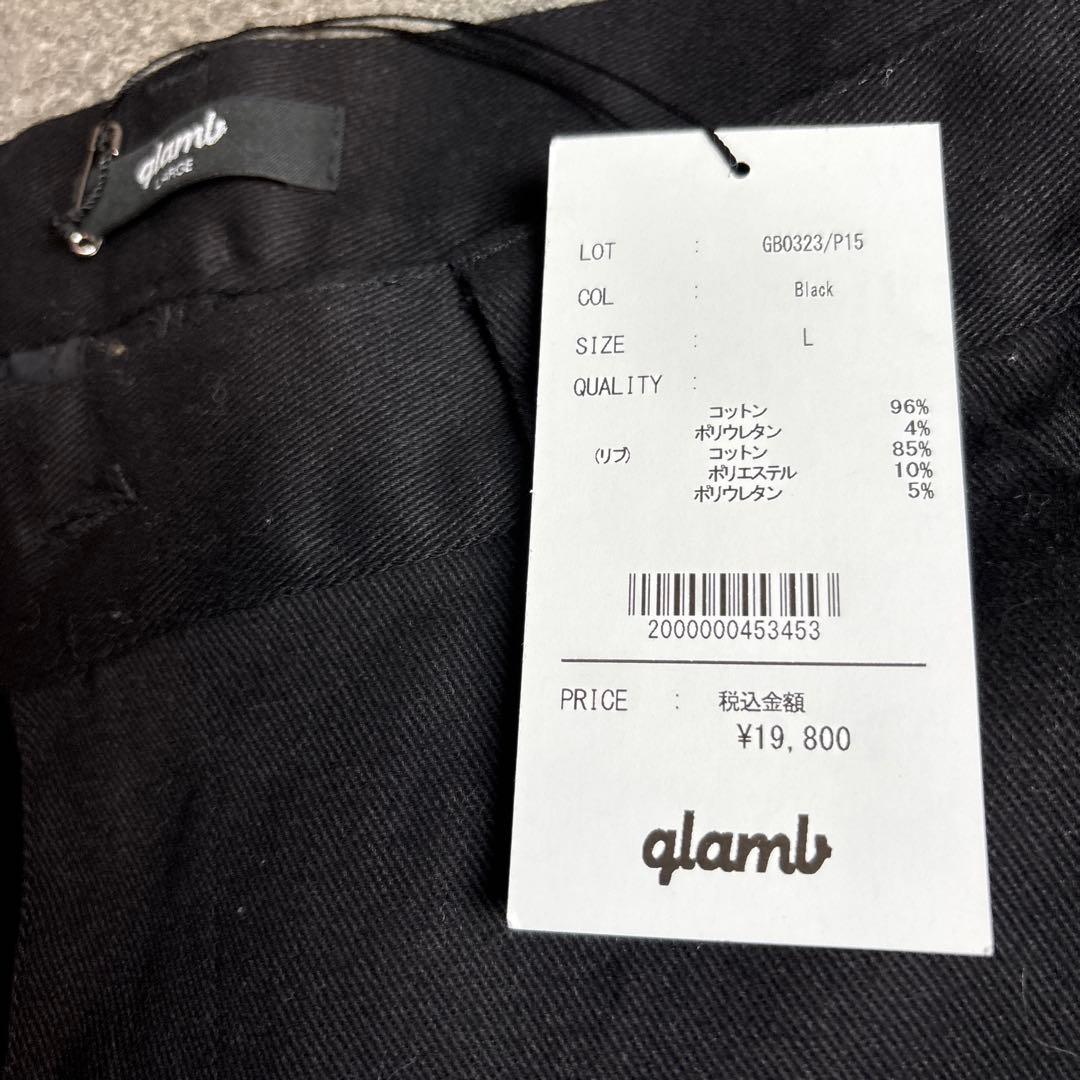 glamb
LARGE
LOT : GB0323/P15
COL : Black
SIZE : L
QUALITY :
コットン 96%
ポリウレタン 4%
(リブ) コットン 85%
ポリエステル 10%
ポリウレタン 5%
2000000453453
PRICE : 税込金額
¥19,800
glamb